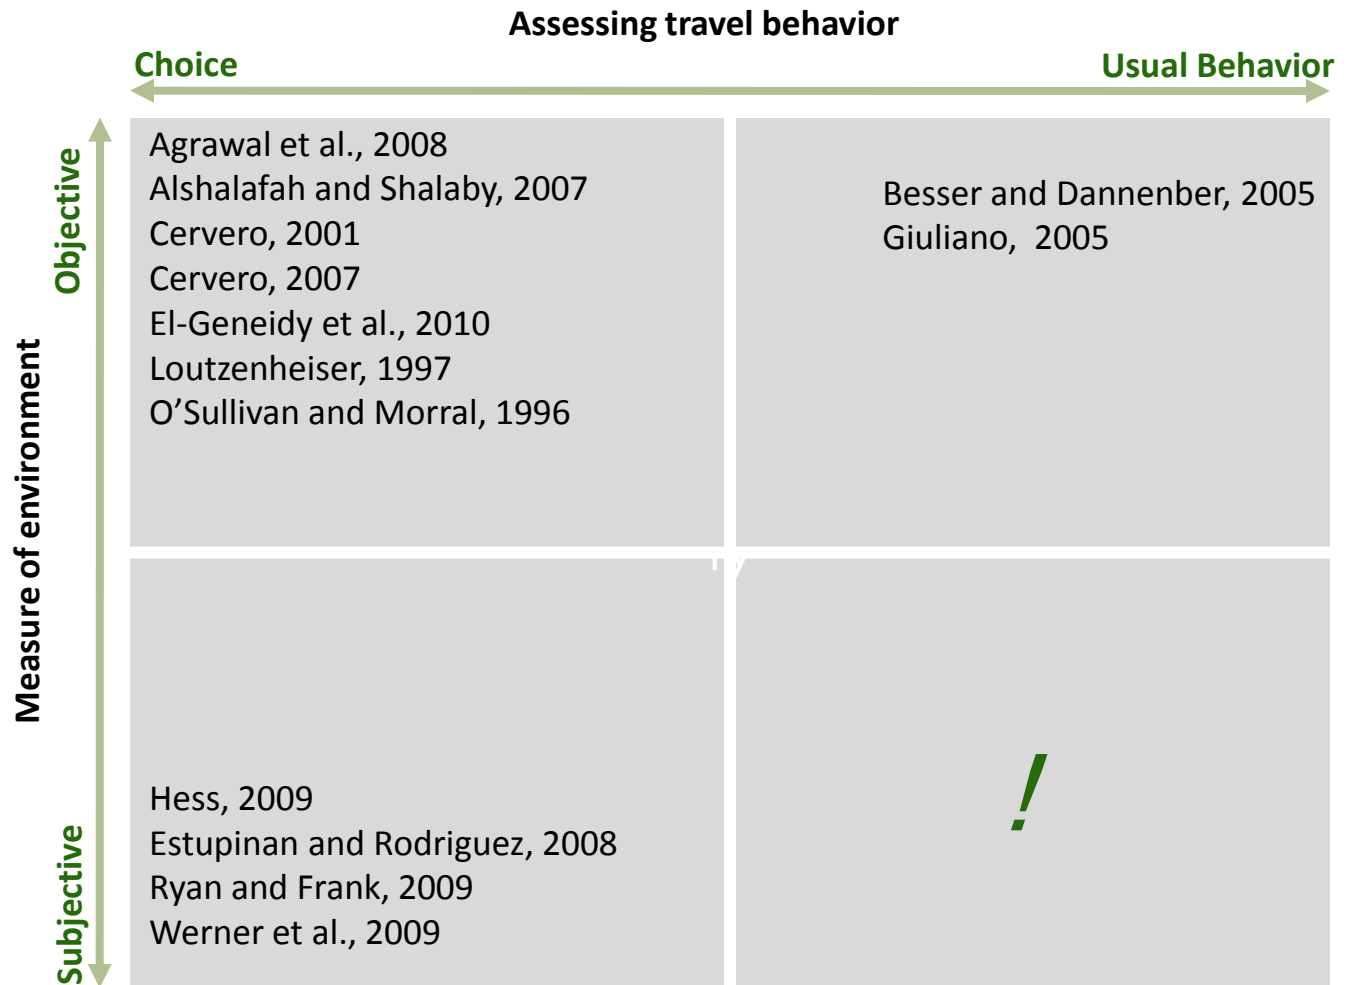 Assessing travel behavior
Choice
Usual Behavior
Objective
Measure of environment
Subjective
Agrawal et al., 2008
Alshalafah and Shalaby, 2007
Cervero, 2001
Cervero, 2007
El-Geneidy et al., 2010
Loutzenheiser, 1997
O’Sullivan and Morral, 1996
Besser and Dannenber, 2005
Giuliano,  2005
Hess, 2009
Estupinan and Rodriguez, 2008
Ryan and Frank, 2009
Werner et al., 2009
!